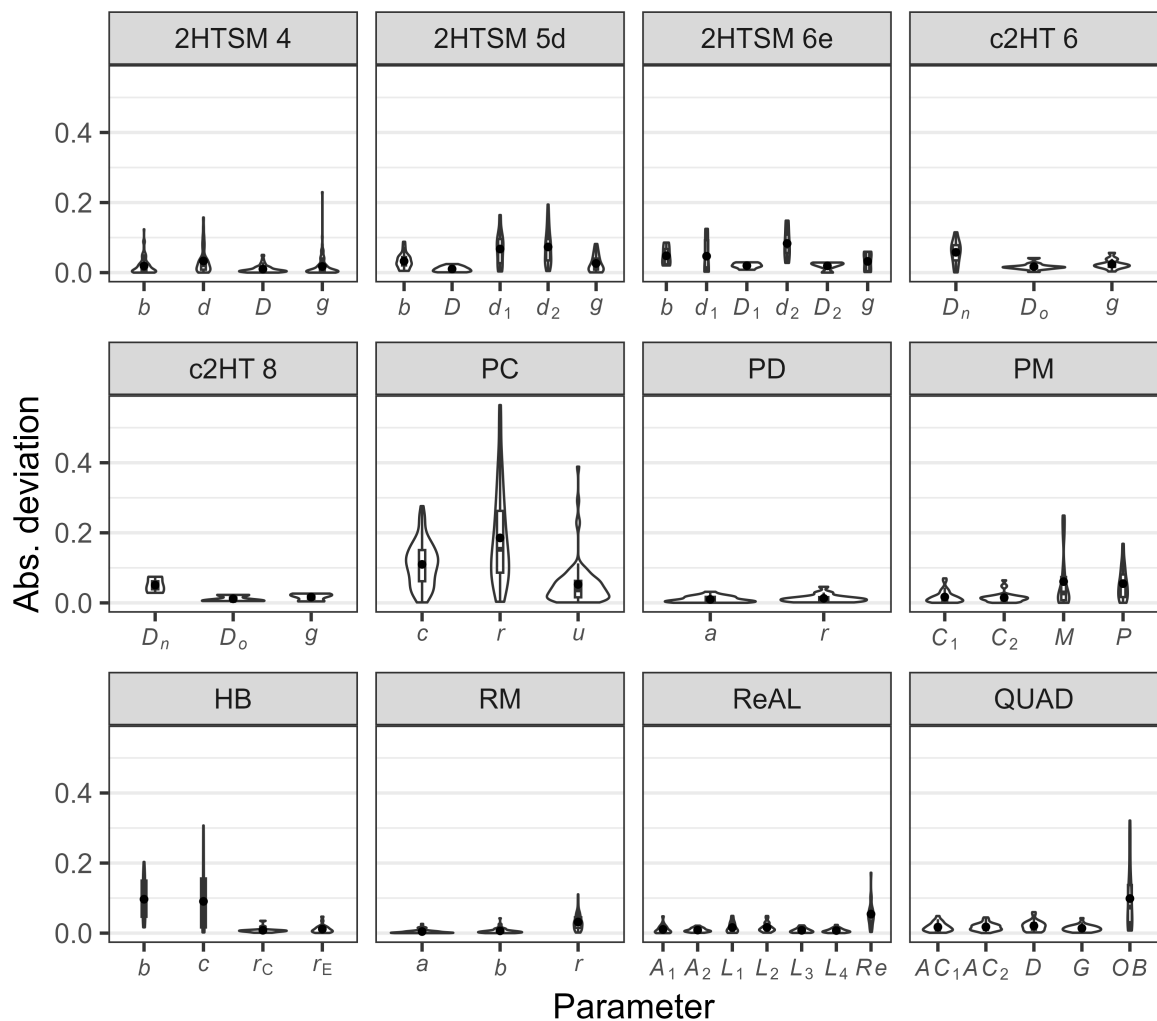 2HTSM 4 2HTSM 5d 2HTSM 6e c2HT 6
0.4
0.2
0.0
b d D g b D d₁ d₂ g b d₁ D₁ d₂ D₂ g Dₙ Dₒ g
c2HT 8 PC PD PM
Abs. deviation
0.4
0.2
0.0
Dₙ Dₒ g c r u a r C₁ C₂ M P
HB RM ReAL QUAD
0.4
0.2
0.0
b c r_C r_E a b r A₁ A₂ L₁ L₂ L₃ L₄ Re AC₁ AC₂ D G OB
Parameter